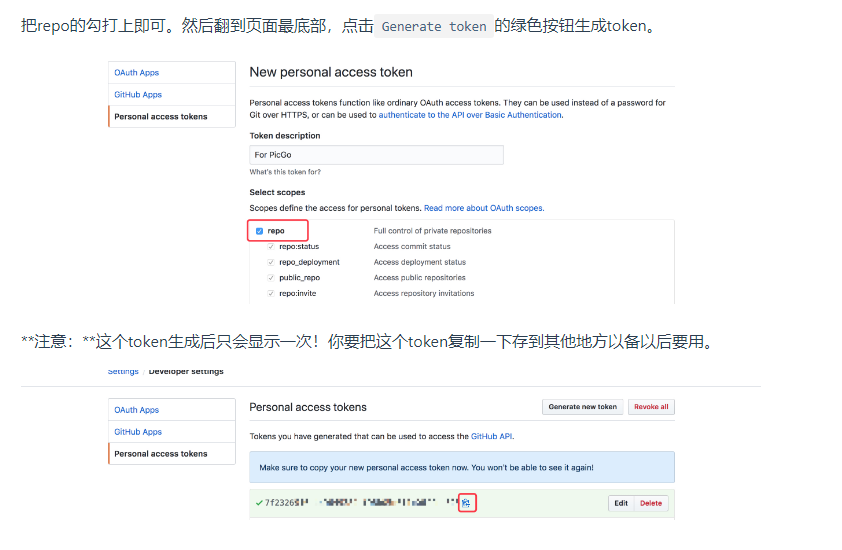 把repo的勾打上即可。然后翻到页面最底部，点击 Generate token 的绿色按钮生成token。
OAuth Apps
GitHub Apps
Personal access tokens
New personal access token
Personal access tokens function like ordinary OAuth access tokens. They can be used instead of a password for
Git over HTTPS, or can be used to authenticate to the API over Basic Authentication.
Token description
For PicGo
What's this token for?
Select scopes
Scopes define the access for personal tokens. Read more about OAuth scopes.
repo Full control of private repositories
repo:status Access commit status
repo_deployment Access deployment status
public_repo Access public repositories
repo:invite Access repository invitations
**注意：**这个token生成后只会显示一次！你要把这个token复制一下存到其他地方以备以后要用。
Settings / Developer settings
OAuth Apps
GitHub Apps
Personal access tokens
Personal access tokens
Generate new token Revoke all
Tokens you have generated that can be used to access the GitHub API.
Make sure to copy your new personal access token now. You won't be able to see it again!
Edit Delete